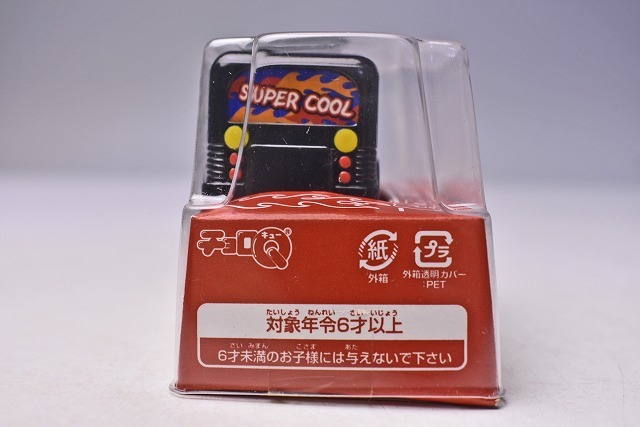 SUPER COOL
チョロQ
キュー
®
紙
外箱
プラ
外箱透明カバー
:PET
たいしょう ねんれい さい いじょう
対象年令6才以上
さい みまん こさま あた
6才未満のお子様には与えないで下さい